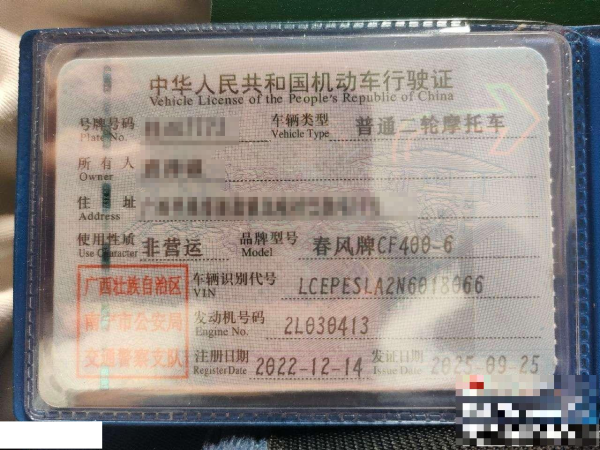 中华人民共和国机动车行驶证
Vehicle License of the People's Republic of China
号牌号码 车辆类型 普通二轮摩托车
Plate No. Vehicle Type
所有人
Owner
住址
Address
使用性质 非营运 品牌型号 春风牌CF400-6
Use Character Model
广西壮族自治区
南宁市公安局
交通警察支队
车辆识别代号 LCEPESLA2N6018066
VIN
发动机号码 2L030413
Engine No.
注册日期 2022-12-14 发证日期 2025-09-25
Register Date Issue Date